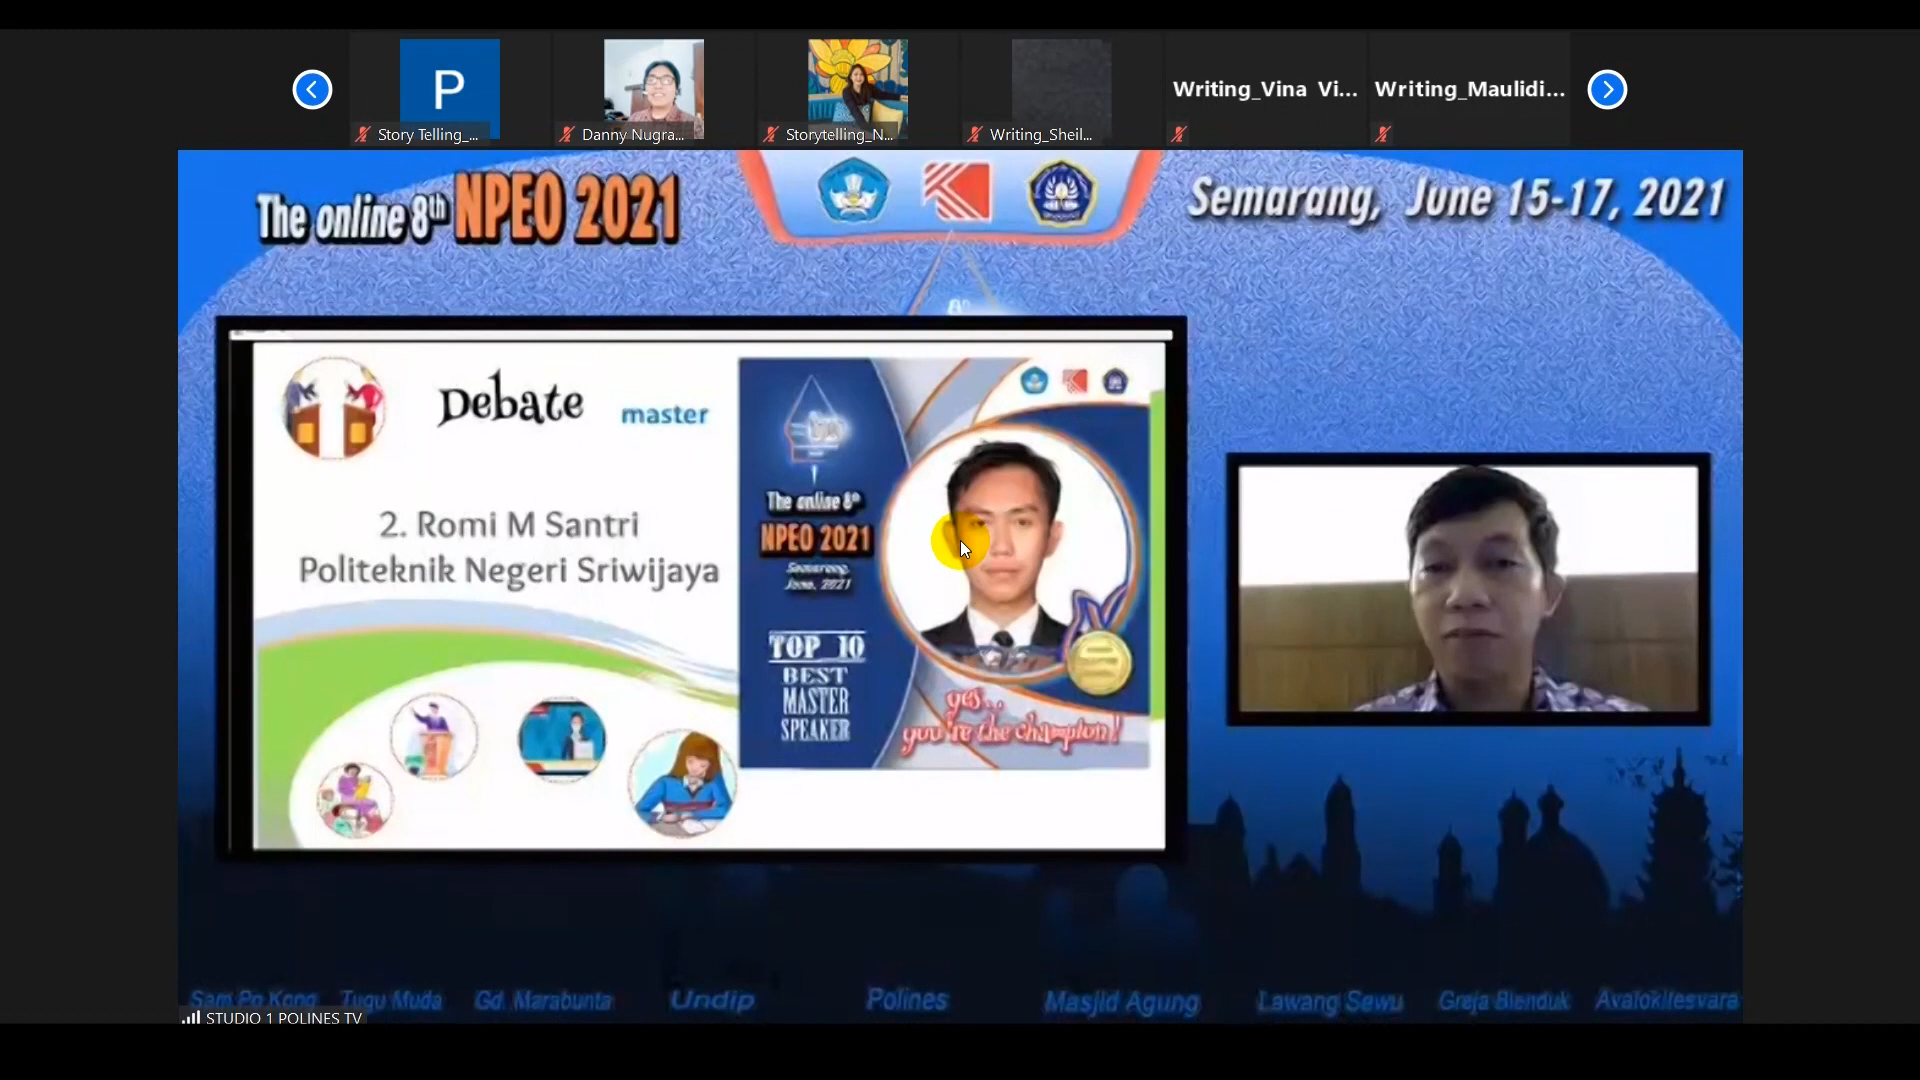 P
Story Telling_...
Danny Nugra...
Storytelling_N...
Writing_Sheil...
Writing_Vina Vi...
Writing_Maulidi...
The online 8th NPEO 2021
Semarang, June 15-17, 2021
Debate
master
2. Romi M Santri
Politeknik Negeri Sriwijaya
The online 8th
NPEO 2021
Semarang,
June, 2021
TOP 10
BEST
MASTER
SPEAKER
yes..
you're the champion!
Sam Po Kong Tugu Muda Gd. Marabunta Undip Polines Masjid Agung Lawang Sewu Greja Blenduk Avalokitesvara
STUDIO 1 POLINES TV